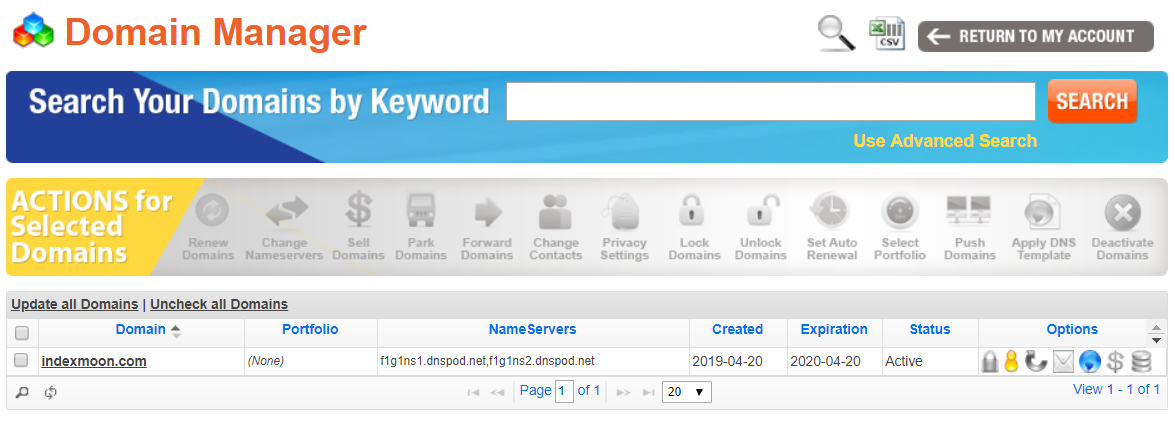 Domain Manager
CSV
RETURN TO MY ACCOUNT
Search Your Domains by Keyword
SEARCH
Use Advanced Search
ACTIONS for
Selected
Domains
Renew
Domains
Change
Nameservers
Sell
Domains
Park
Domains
Forward
Domains
Change
Contacts
Privacy
Settings
Lock
Domains
Unlock
Domains
Set Auto
Renewal
Select
Portfolio
Push
Domains
Apply DNS
Template
Deactivate
Domains
Update all Domains | Uncheck all Domains
Domain Portfolio NameServers Created Expiration Status Options
indexmoon.com (None) f1g1ns1.dnspod.net,f1g1ns2.dnspod.net 2019-04-20 2020-04-20 Active
Page 1 of 1 20 View 1 - 1 of 1